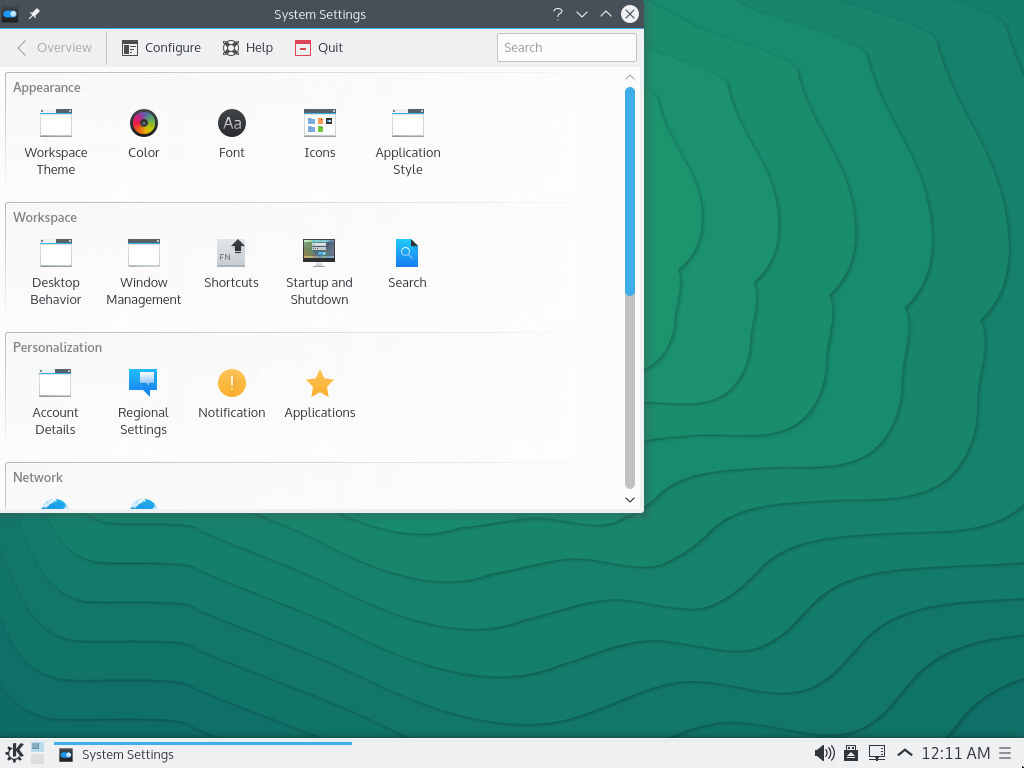 System Settings
Overview Configure Help Quit Search
Appearance
Workspace Theme
Color
Font
Icons
Application Style
Aa
Workspace
Desktop Behavior
Window Management
FN
Shortcuts
Startup and Shutdown
Search
Personalization
Account Details
Regional Settings
Notification
Applications
Network
System Settings
12:11 AM